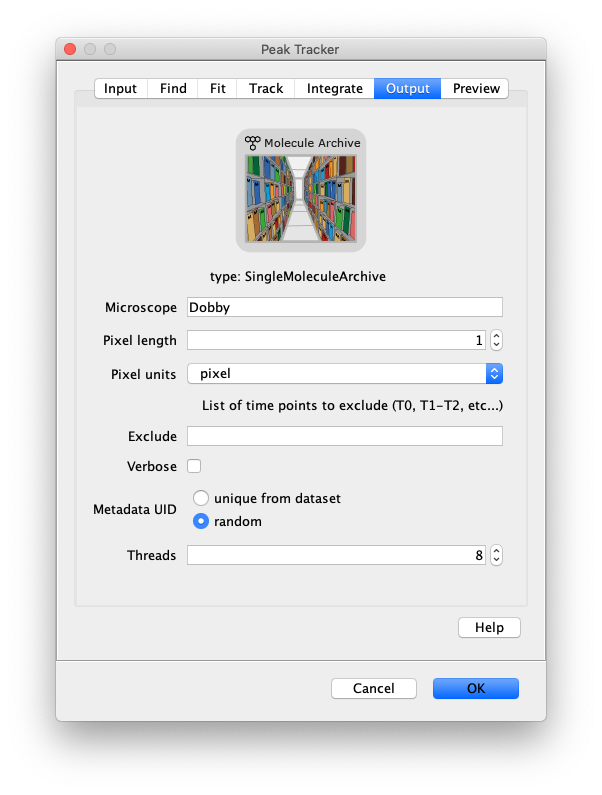 Peak Tracker
Input Find Fit Track Integrate Output Preview
Molecule Archive
type: SingleMoleculeArchive
Microscope Dobby
Pixel length 1
Pixel units pixel
List of time points to exclude (T0, T1-T2, etc...)
Exclude
Verbose
Metadata UID
unique from dataset
random
Threads 8
Help
Cancel OK